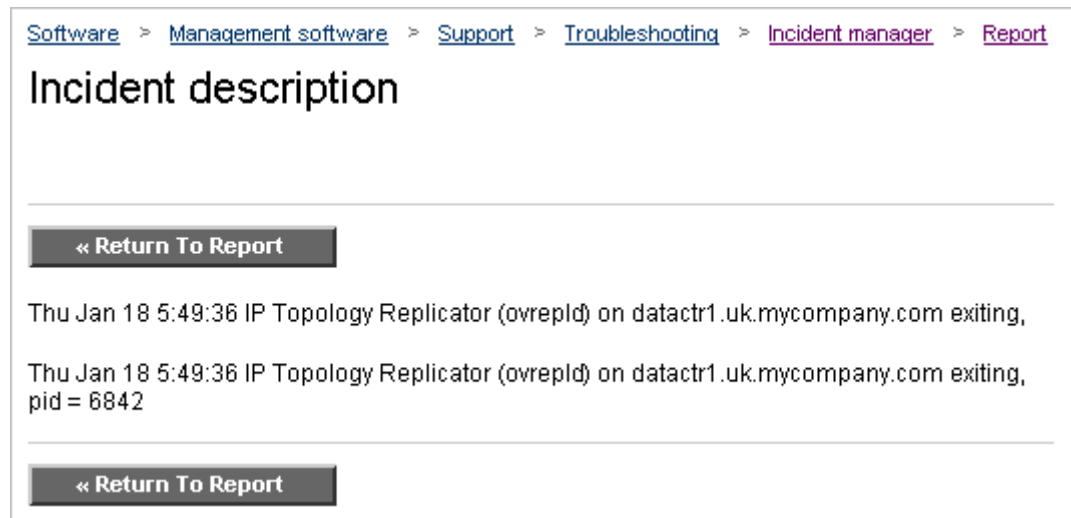 Software > Management software > Support > Troubleshooting > Incident manager > Report
Incident description
« Return To Report
Thu Jan 18 5:49:36 IP Topology Replicator (ovrepld) on datactr1.uk.mycompany.com exiting,
Thu Jan 18 5:49:36 IP Topology Replicator (ovrepld) on datactr1.uk.mycompany.com exiting,
pid = 6842
« Return To Report